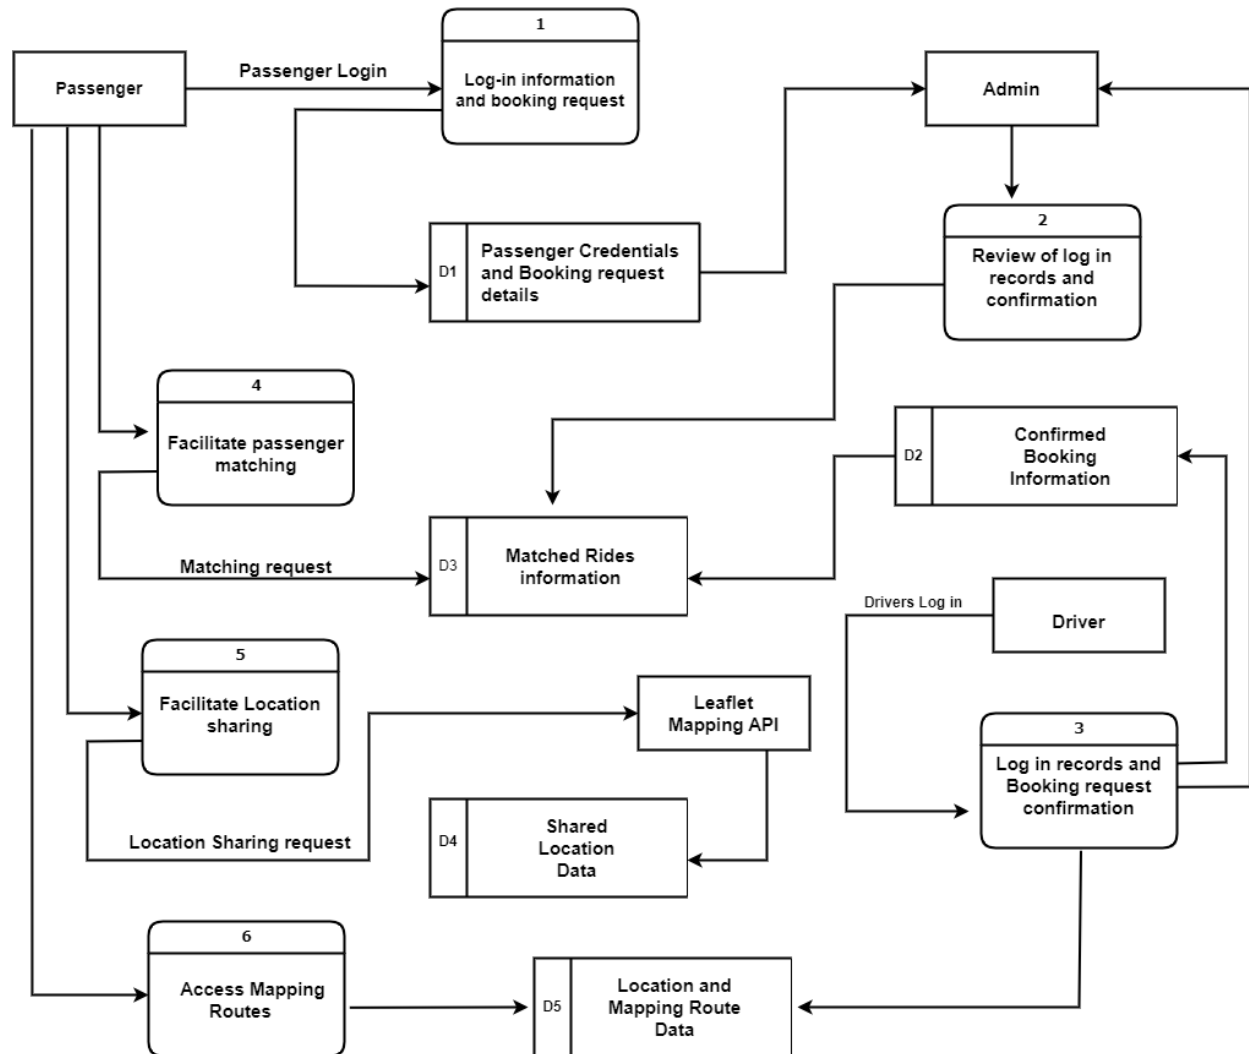 1
Passenger
Passenger Login
Log-in information
and booking request
Admin
2
D1
Passenger Credentials
and Booking request
details
Review of log in
records and
confirmation
4
Facilitate passenger
matching
D2
Confirmed
Booking
Information
Matching request
D3
Matched Rides
information
Drivers Log in
Driver
5
Facilitate Location
sharing
Leaflet
Mapping API
3
Log in records and
Booking request
confirmation
Location Sharing request
D4
Shared
Location
Data
6
Access Mapping
Routes
D5
Location and
Mapping Route
Data